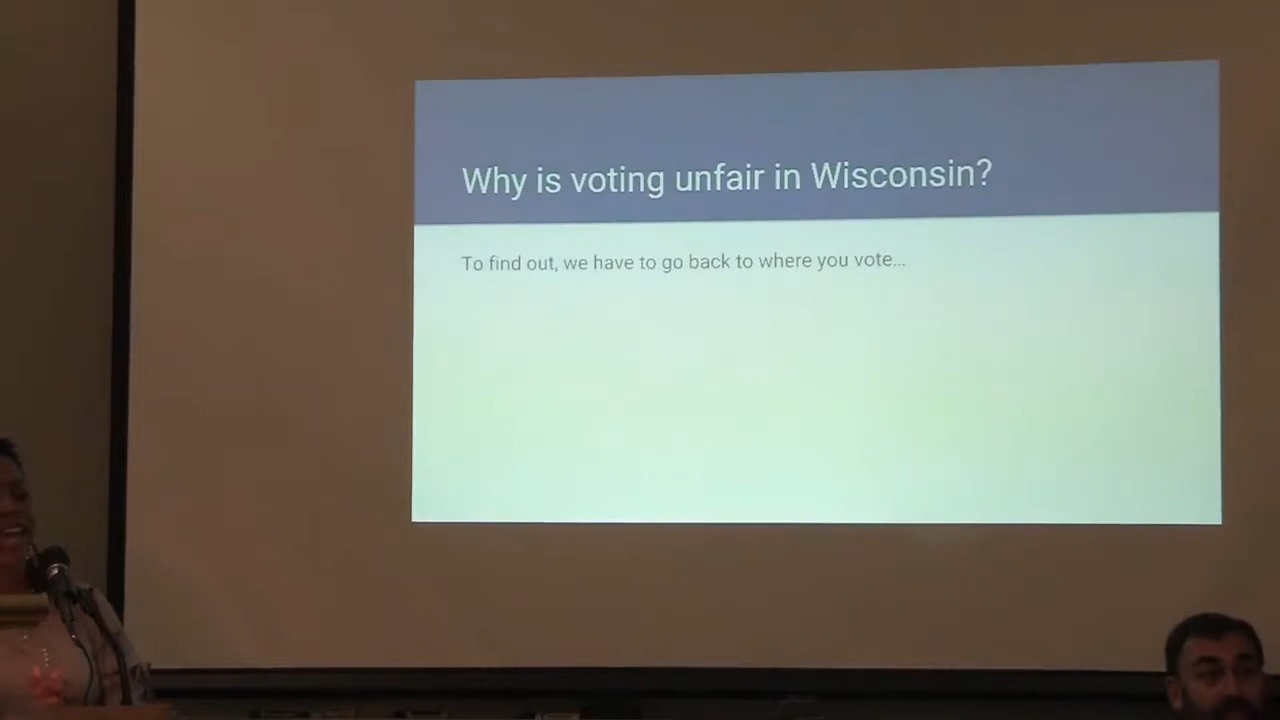 Why is voting unfair in Wisconsin?
To find out, we have to go back to where you vote...